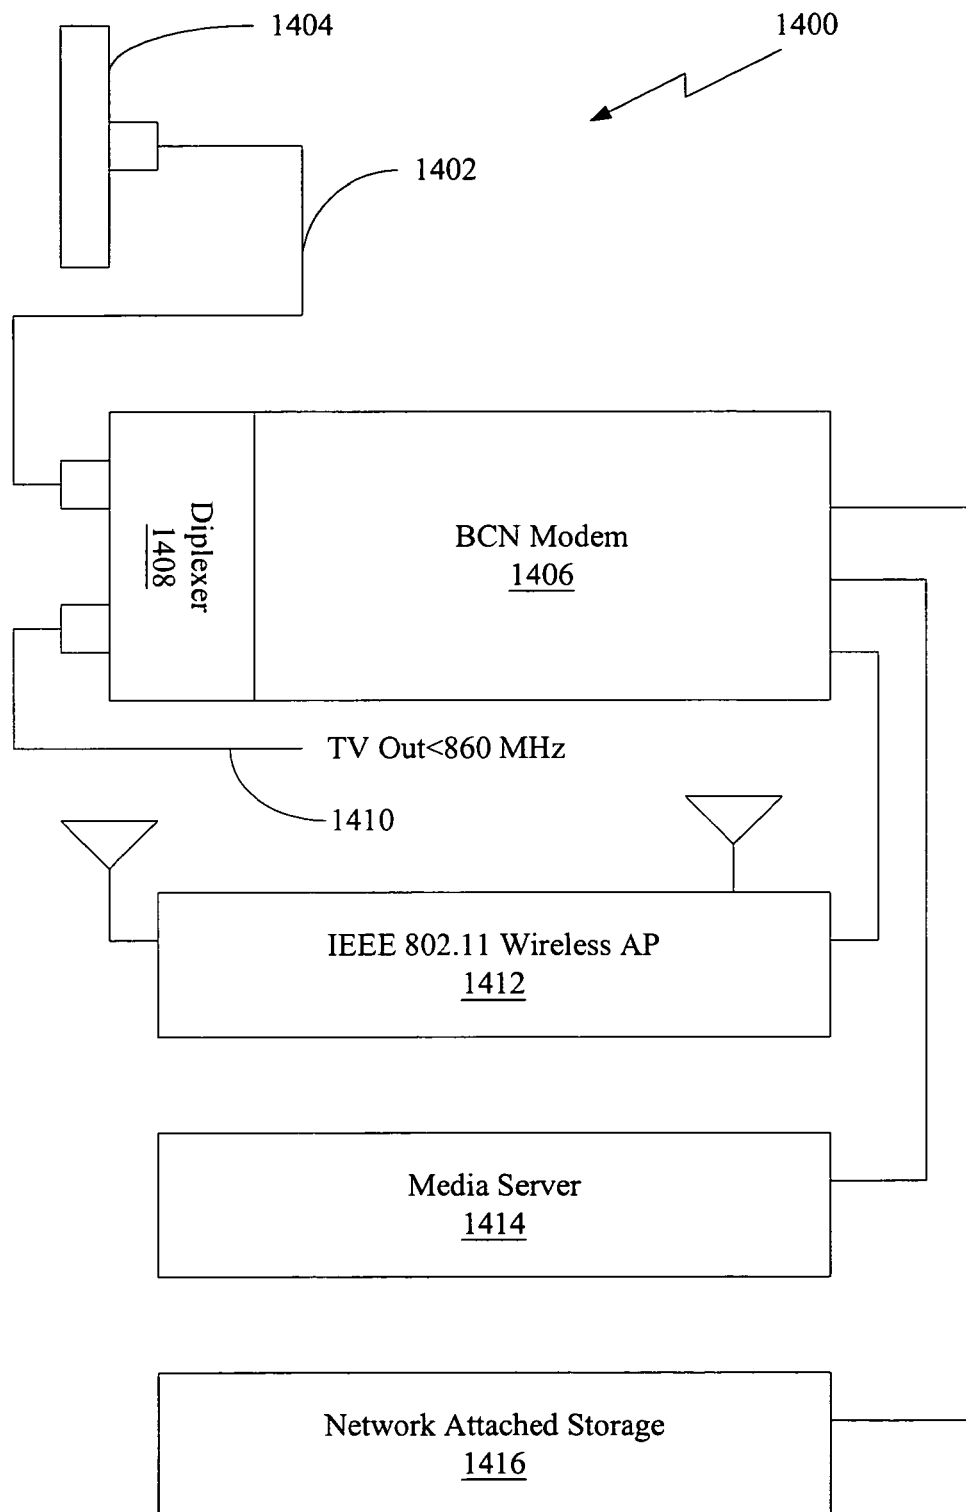 1404
1400
1402
Diplexer
1408
BCN Modem
1406
TV Out<860 MHz
1410
IEEE 802.11 Wireless AP
1412
Media Server
1414
Network Attached Storage
1416